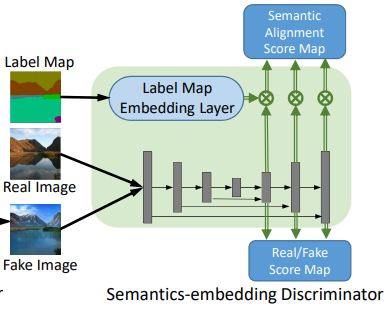 Semantic
Alignment
Score Map
Label Map
Label Map
Embedding Layer
Real Image
Fake Image
Real/Fake
Score Map
r
Semantics-embedding Discriminator